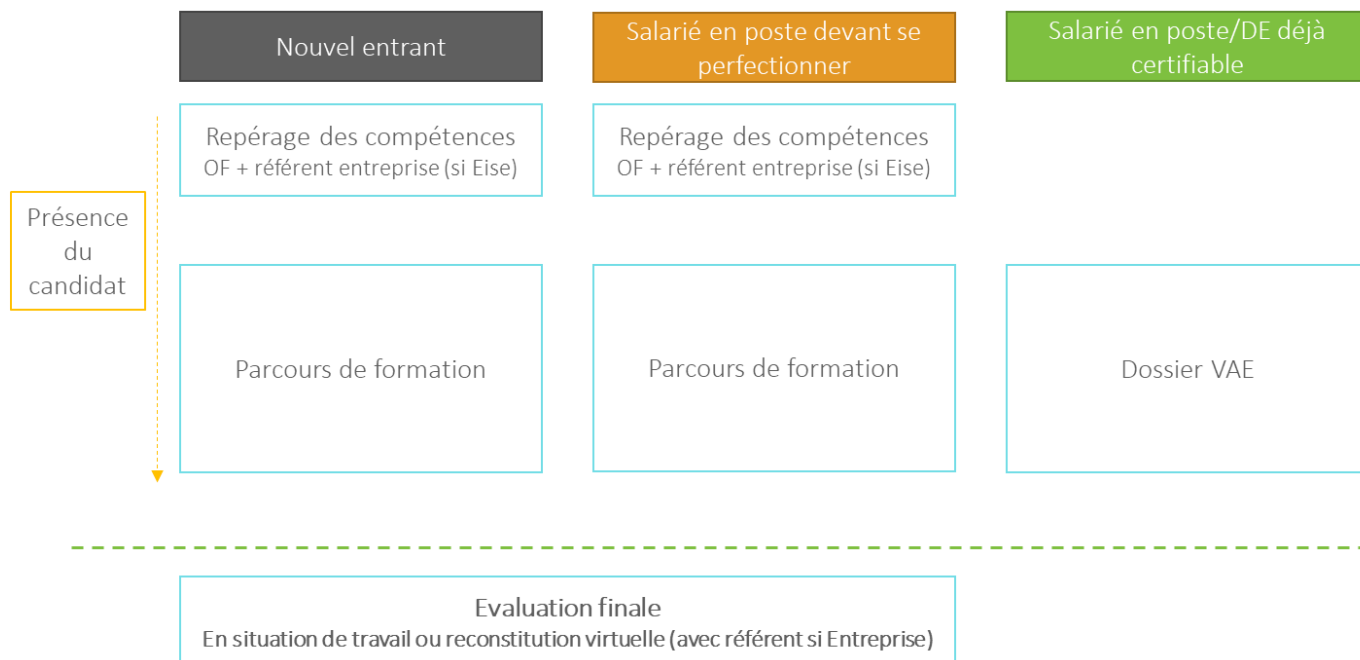 Nouvel entrant
Salarié en poste devant se
perfectionner
Salarié en poste/DE déjà
certifiable
Repérage des compétences
OF + référent entreprise (si Eise)
Repérage des compétences
OF + référent entreprise (si Eise)
Présence
du
candidat
Parcours de formation
Parcours de formation
Dossier VAE
Evaluation finale
En situation de travail ou reconstitution virtuelle (avec référent si Entreprise)